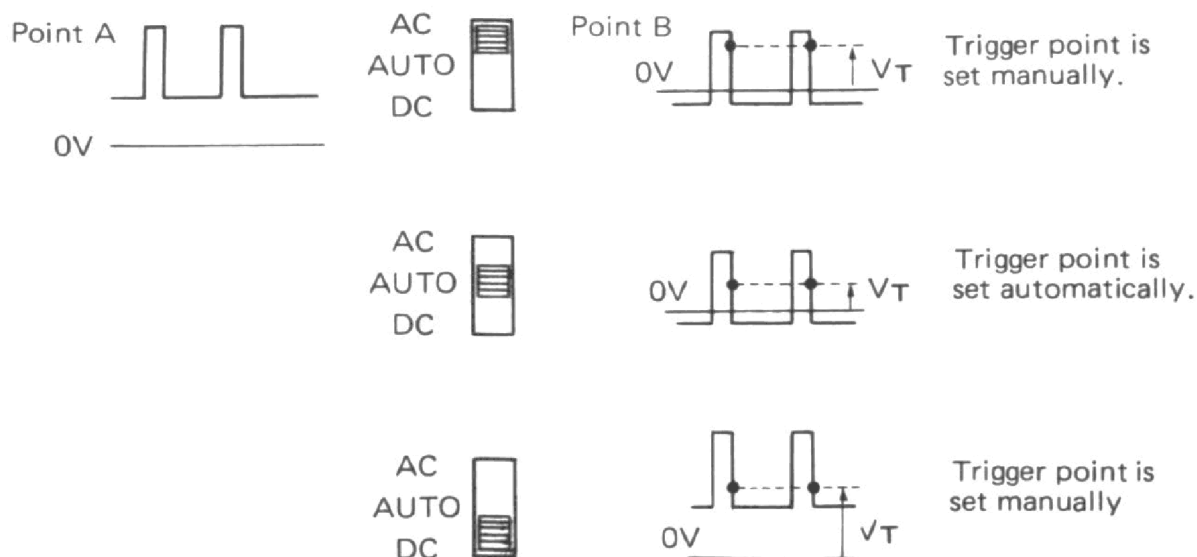 Point A
0V
AC
AUTO
DC
Point B
0V
VT
Trigger point is
set manually.
AC
AUTO
DC
0V
VT
Trigger point is
set automatically.
AC
AUTO
DC
0V
VT
Trigger point is
set manually